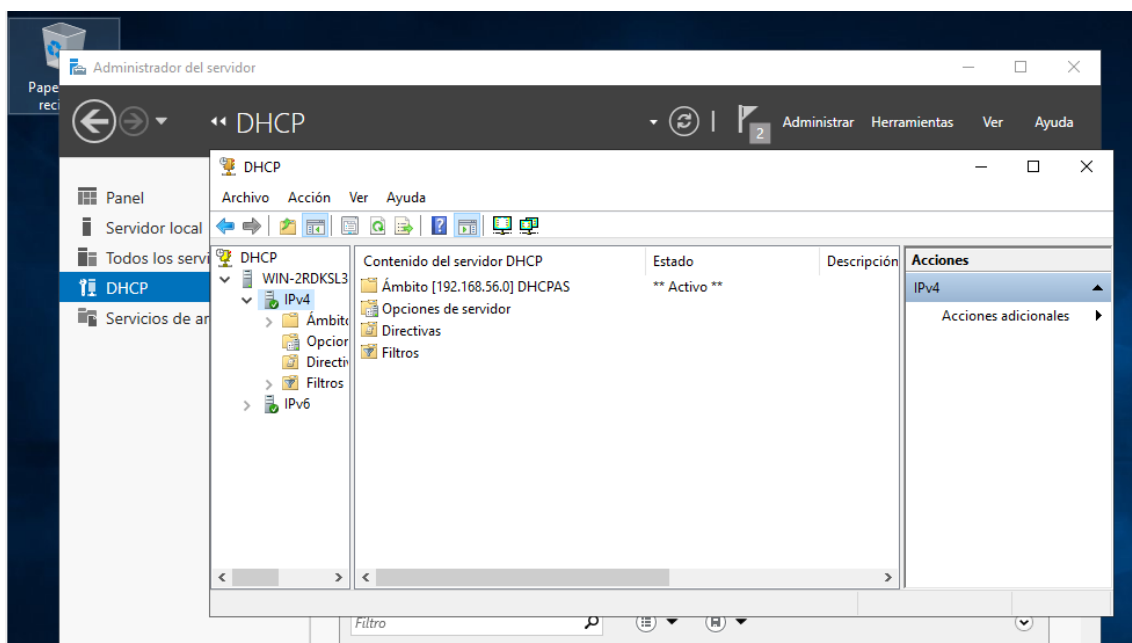 Pape
reci
Administrador del servidor
DHCP
2
Administrar Herramientas Ver Ayuda
Panel
Servidor local
Todos los servi
DHCP
Servicios de ar
DHCP
Archivo Acción Ver Ayuda
DHCP
WIN-2RDKSL3
IPv4
Ámbito
Opcion
Directiv
Filtros
IPv6
Contenido del servidor DHCP Estado Descripción
Ámbito [192.168.56.0] DHCPAS ** Activo **
Opciones de servidor
Directivas
Filtros
Acciones
IPv4
Acciones adicionales
Filtro